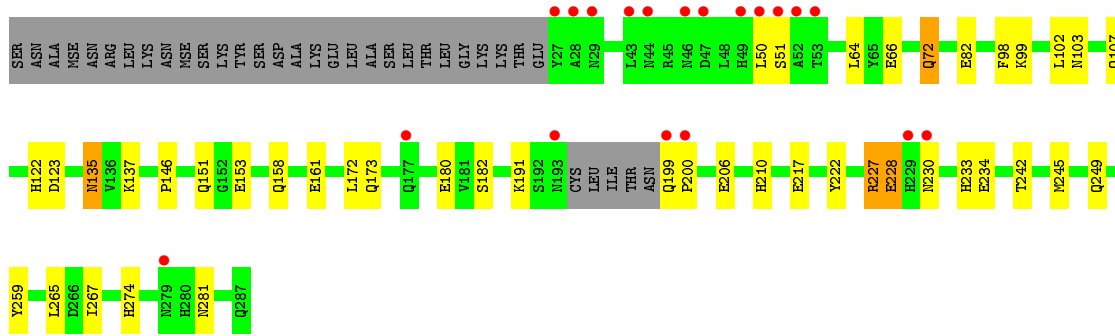 SER ASN ALA MSE ASN ARG LEU LYS ASN MSE SER LYS TYR SER ASP ALA LYS GLU LEU LEU ALA SER LEU THR LEU GLY LYS LYS THR GLU Y27 A28 N29 L43 N44 R45 N46 D47 L48 H49 L50 S51 A52 T53 L64 Y65 E66 Q72 E82 F98 K99 L102 N103 Q107
H122 D123 N135 V136 K137 P146 Q151 G152 E153 Q158 E161 L172 Q173 Q177 E180 V181 S182 K191 S192 N193 CYS LEU ILE THR ASN Q199 P200 E206 H210 E217 Y222 R227 E228 H229 N230 H233 E234 T242 M245 Q249
Y259 L265 D266 I267 H274 N279 H280 N281 Q287